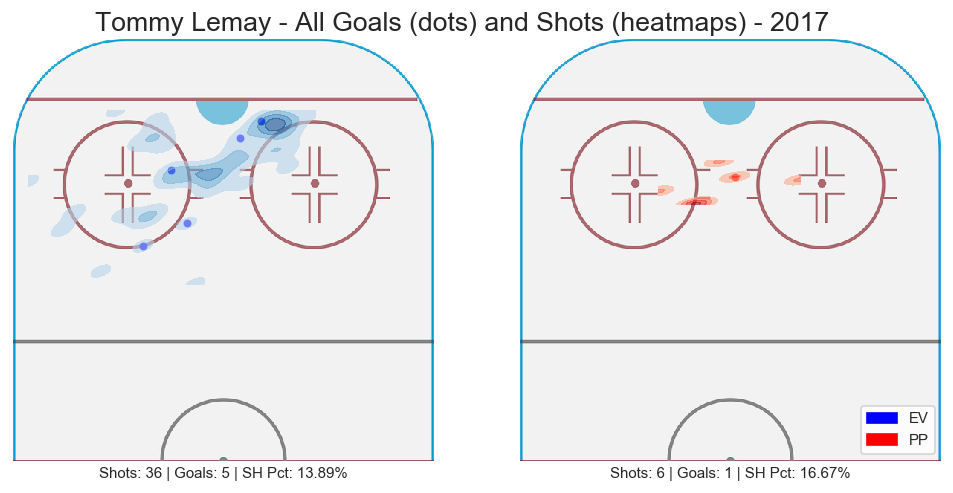 Tommy Lemay - All Goals (dots) and Shots (heatmaps) - 2017
EV
PP
Shots: 36 | Goals: 5 | SH Pct: 13.89%
Shots: 6 | Goals: 1 | SH Pct: 16.67%